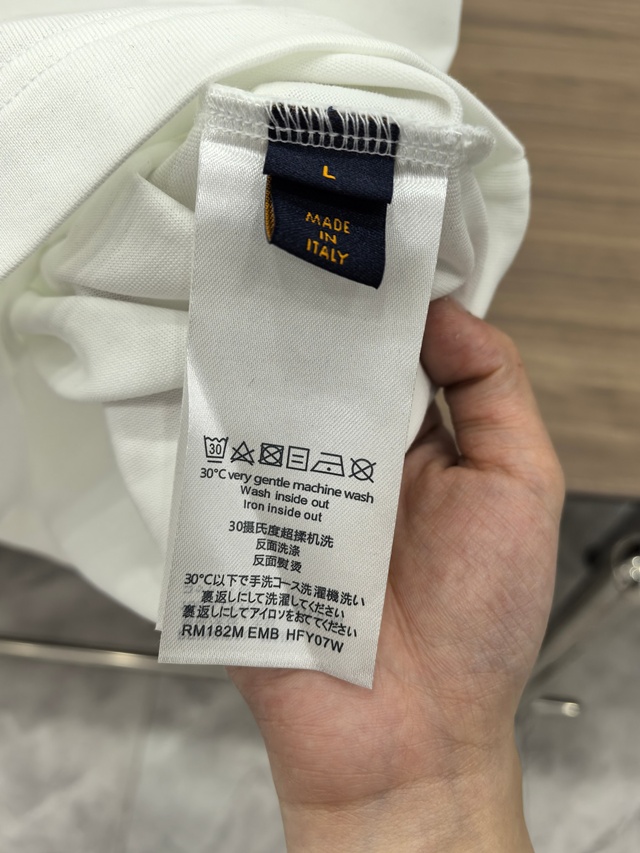 L
MADE
IN
ITALY
30
30°C very gentle machine wash
Wash inside out
Iron inside out
30摄氏度超揉机洗
反面洗涤
反面熨烫
30℃以下で手洗コース洗濯機洗い
裏返しにして洗濯してください
裏返しにしてアイロソをおててください
RM182M EMB HFY07W